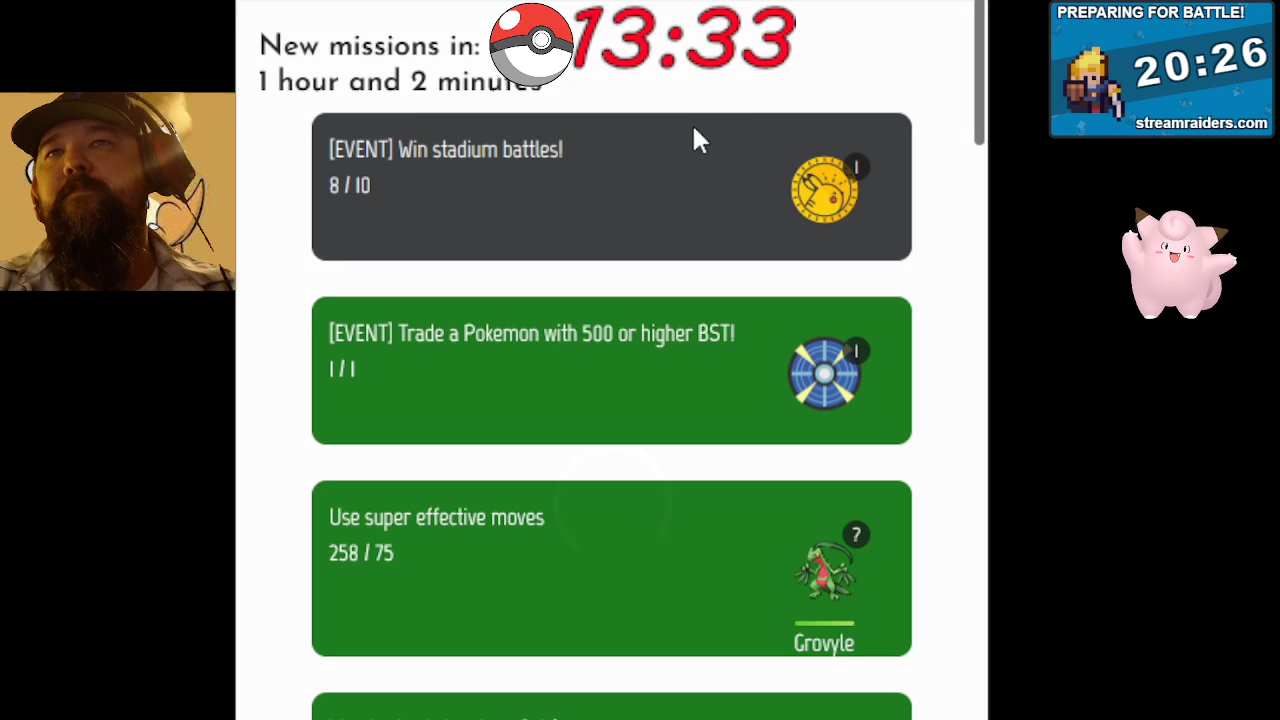 New missions in:
1 hour and 2 minutes
13:33
PREPARING FOR BATTLE!
20:26
streamraiders.com
[EVENT] Win stadium battles!
8 / 10
1
[EVENT] Trade a Pokemon with 500 or higher BST!
1 / 1
1
Use super effective moves
258 / 75
?
Grovyle